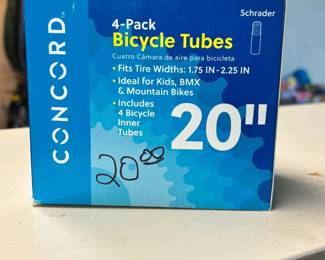 CONCORD
4-Pack
Bicycle Tubes
Cuatro Cámara de aire para bicicleta
• Fits Tire Widths: 1.75 IN - 2.25 IN
• Ideal for Kids, BMX
& Mountain Bikes
• Includes
4 Bicycle
Inner
Tubes
Schrader
20"
20⁰⁰